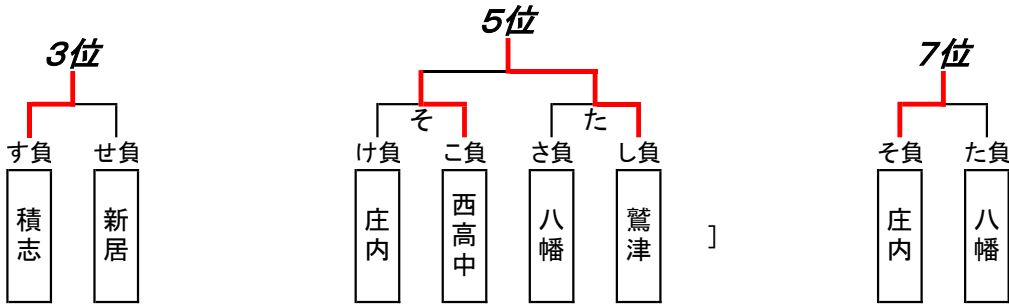 3位
す負 せ負
積志 新居
5位
そ た
け負 こ負 さ負 し負
庄内 西高中 八幡 鷲津
]
7位
そ負 た負
庄内 八幡